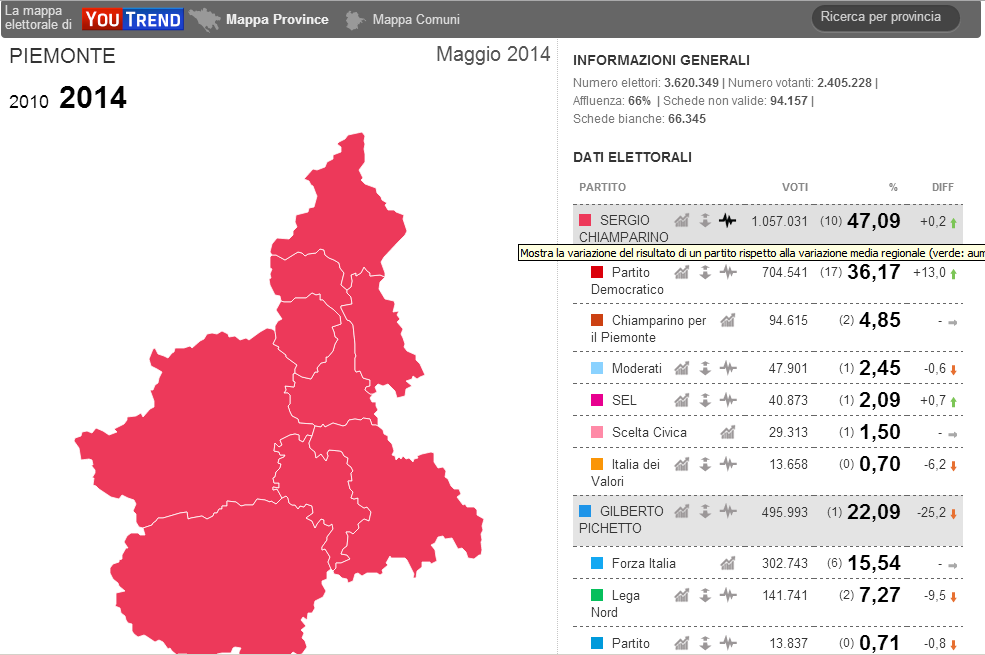 La mappa
elettorale di
YOU TREND
Mappa Province
Mappa Comuni
Ricerca per provincia
PIEMONTE
Maggio 2014
2010 2014
INFORMAZIONI GENERALI
Numero elettori: 3.620.349 | Numero votanti: 2.405.228 |
Affluenza: 66% | Schede non valide: 94.157 |
Schede bianche: 66.345
DATI ELETTORALI
PARTITO VOTI % DIFF
SERGIO 1.057.031 (10) 47,09 +0,2
CHIAMPARINO
Mostra la variazione del risultato di un partito rispetto alla variazione media regionale (verde: aum
Partito 704.541 (17) 36,17 +13,0
Democratico
Chiamparino per 94.615 (2) 4,85 -
il Piemonte
Moderati 47.901 (1) 2,45 -0,6
SEL 40.873 (1) 2,09 +0,7
Scelta Civica 29.313 (1) 1,50 -
Italia dei 13.658 (0) 0,70 -6,2
Valori
GILBERTO 495.993 (1) 22,09 -25,2
PICHETTO
Forza Italia 302.743 (6) 15,54 -
Lega 141.741 (2) 7,27 -9,5
Nord
Partito 13.837 (0) 0,71 -0,8